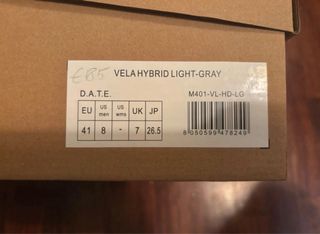 €85 VELA HYBRID LIGHT-GRAY
D.A.T.E. M401-VL-HD-LG
EU US men US wms UK JP
41 8 - 7 26.5
8 050599 478249